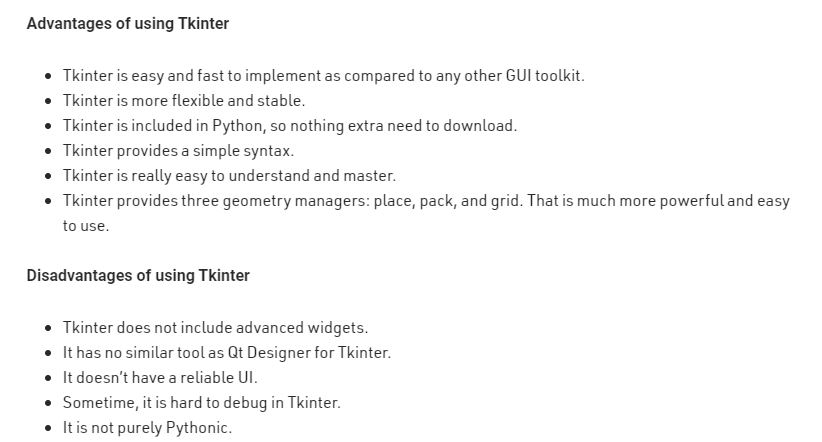 Advantages of using Tkinter
• Tkinter is easy and fast to implement as compared to any other GUI toolkit.
• Tkinter is more flexible and stable.
• Tkinter is included in Python, so nothing extra need to download.
• Tkinter provides a simple syntax.
• Tkinter is really easy to understand and master.
• Tkinter provides three geometry managers: place, pack, and grid. That is much more powerful and easy
to use.
Disadvantages of using Tkinter
• Tkinter does not include advanced widgets.
• It has no similar tool as Qt Designer for Tkinter.
• It doesn’t have a reliable UI.
• Sometime, it is hard to debug in Tkinter.
• It is not purely Pythonic.